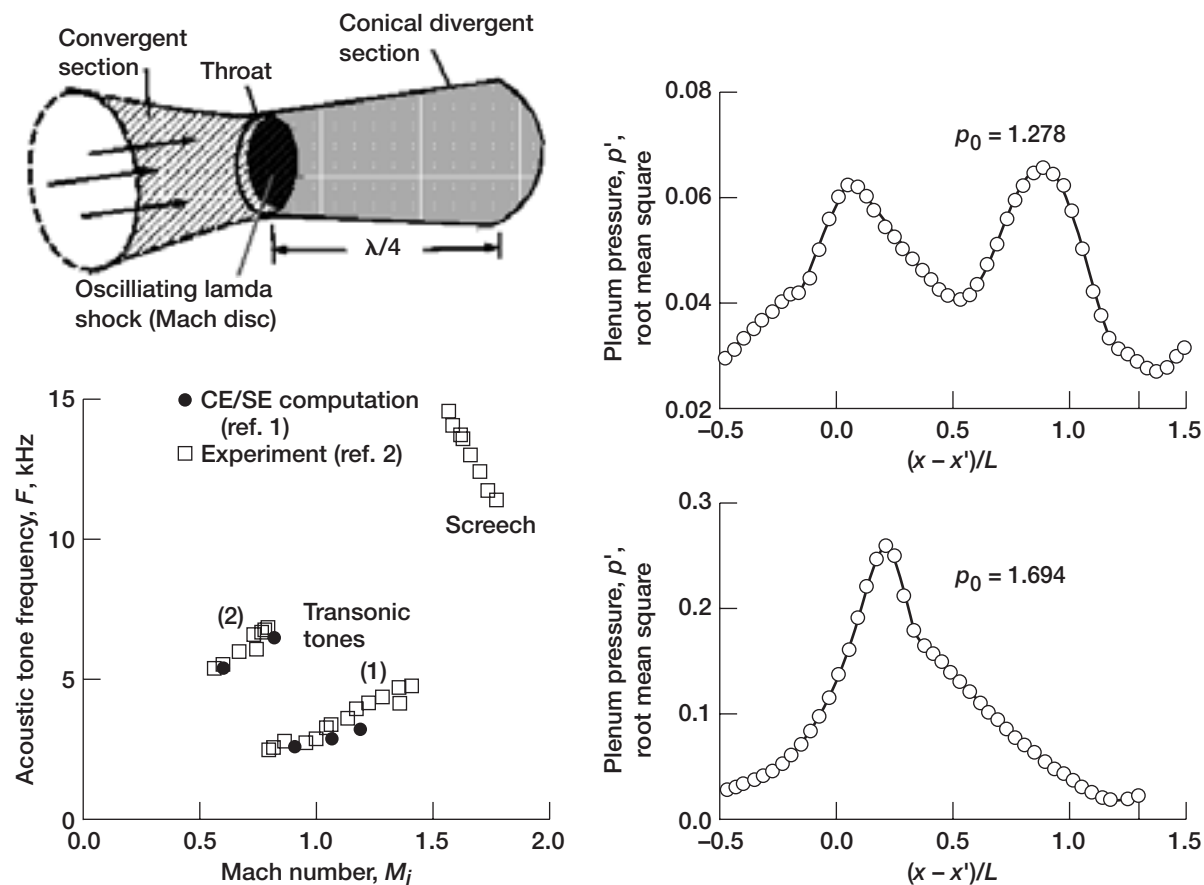 Convergent
section
Throat
Conical divergent
section
λ/4
Oscilliating lamda
shock (Mach disc)
Acoustic tone frequency, F, kHz
15
10
5
0
CE/SE computation
(ref. 1)
Experiment (ref. 2)
Screech
(2)
Transonic
tones
(1)
0.0
0.5
1.0
1.5
2.0
Mach number, Mj
Plenum pressure, p',
root mean square
0.08
0.06
0.04
0.02
p0 = 1.278
–0.5
0.0
0.5
1.0
1.5
(x – x')/L
Plenum pressure, p',
root mean square
0.3
0.2
0.1
0.0
p0 = 1.694
–0.5
0.0
0.5
1.0
1.5
(x – x')/L